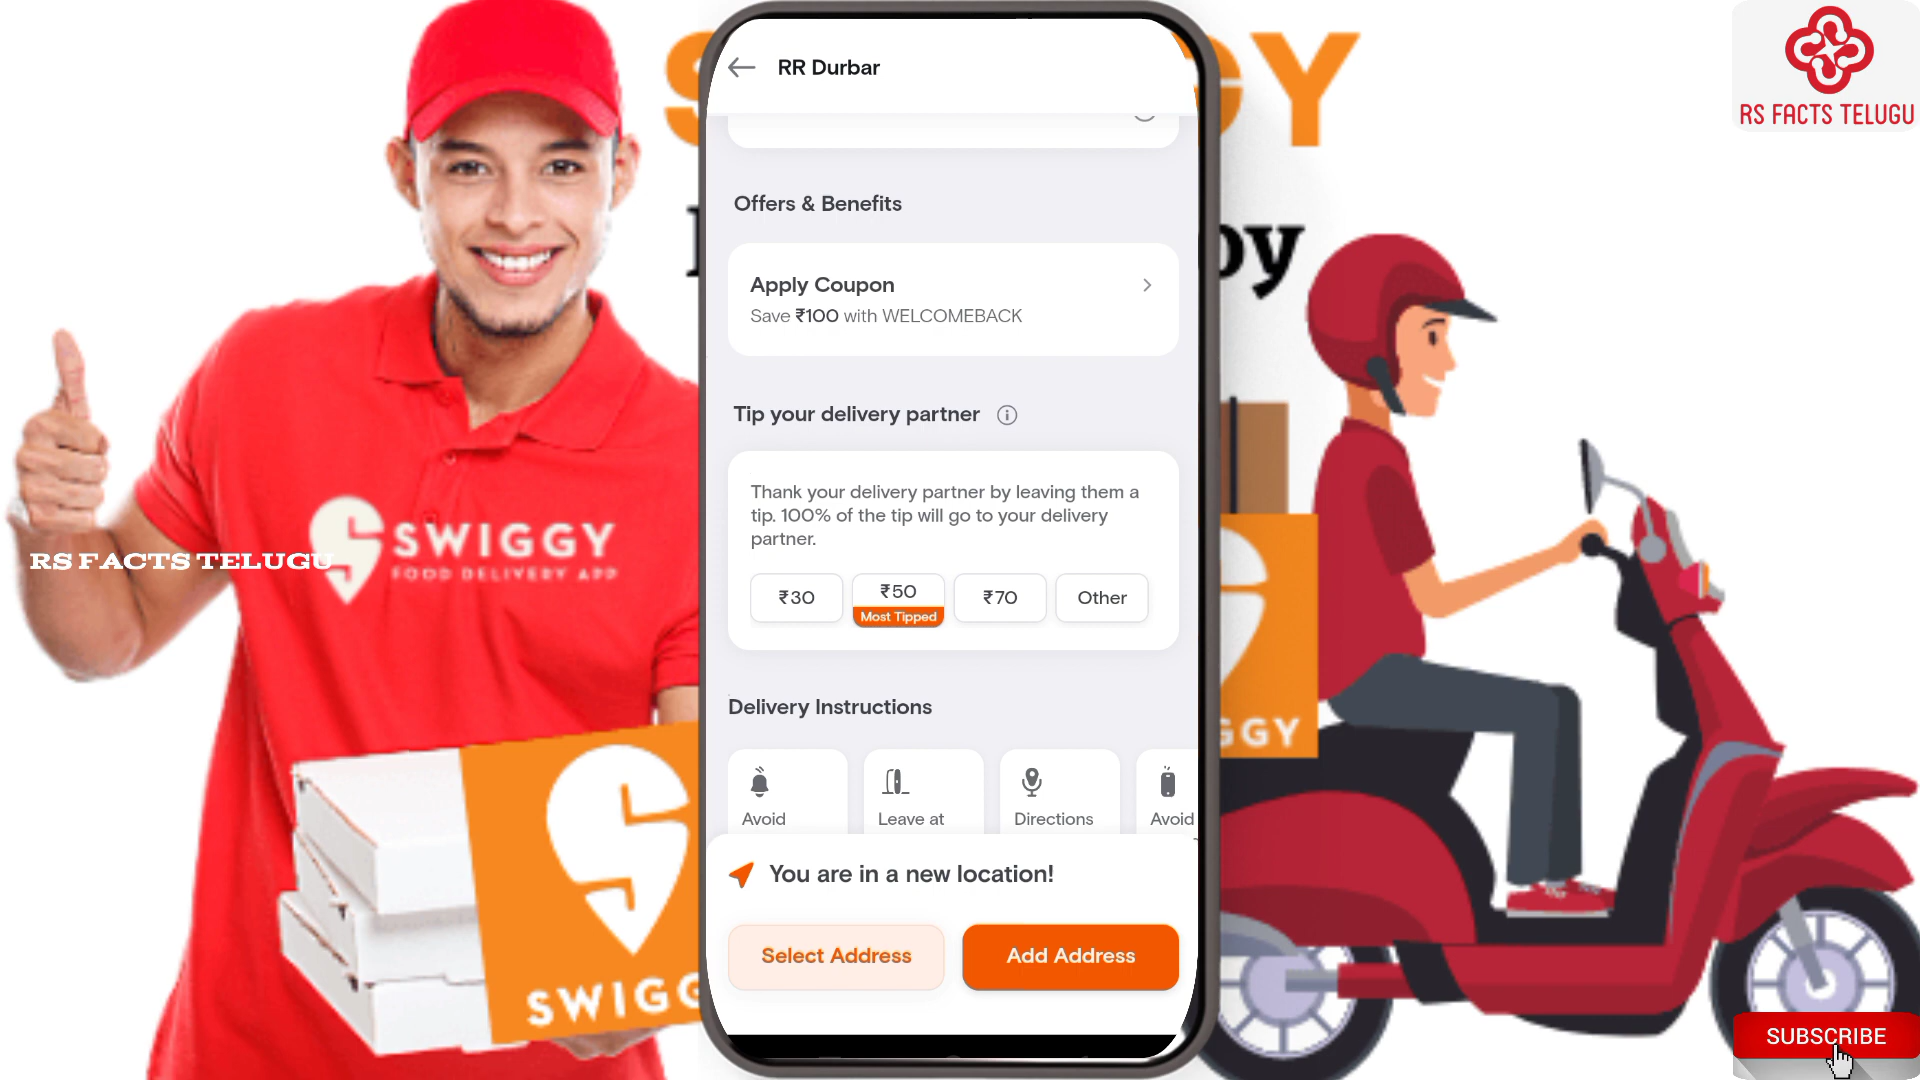 RR Durbar
Offers & Benefits
Apply Coupon
Save ₹100 with WELCOMEBACK
Tip your delivery partner
Thank your delivery partner by leaving them a
tip. 100% of the tip will go to your delivery
partner.
₹30
₹50
Most Tipped
₹70
Other
Delivery Instructions
Avoid
Leave at
Directions
Avoid
You are in a new location!
Select Address
Add Address
RS FACTS TELUGU
SWIGGY
FOOD DELIVERY APP
SWIGG
GY
by
GGY
RS FACTS TELUGU
SUBSCRIBE